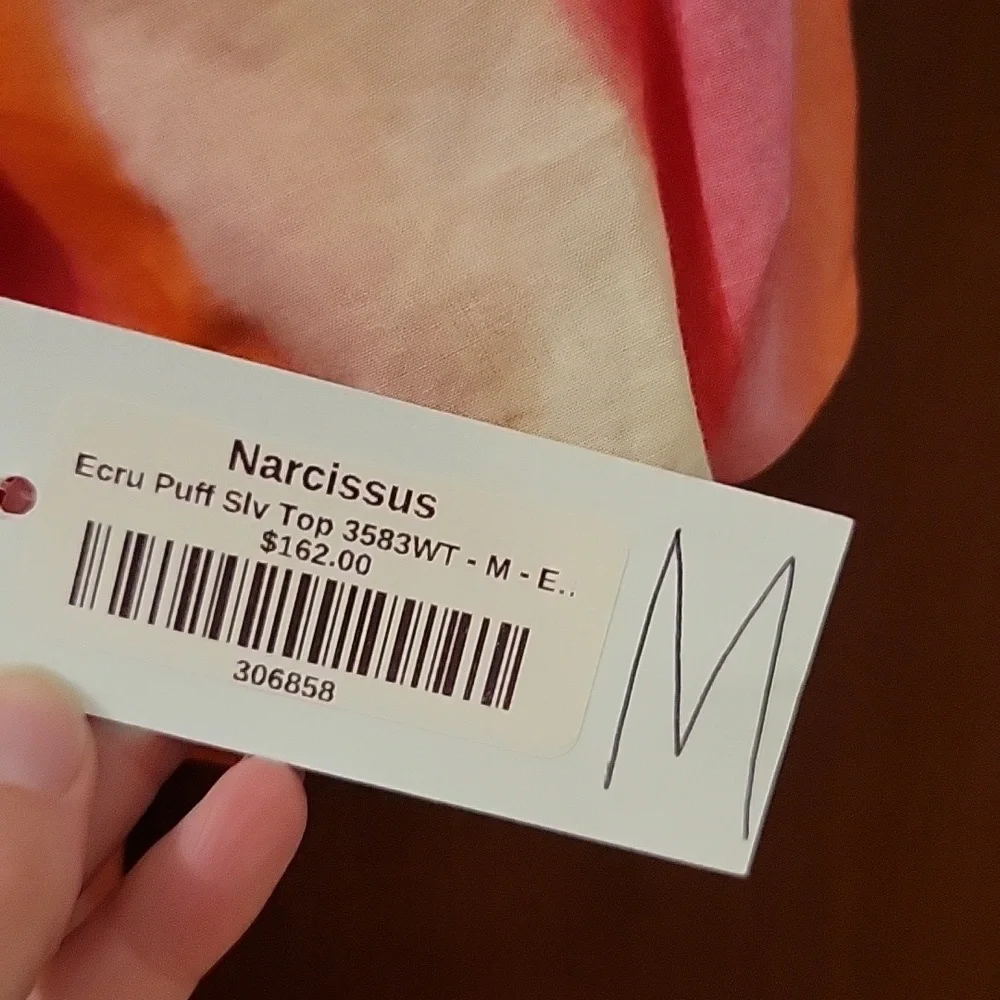 Narcissus
Ecru Puff Slv Top 3583WT - M - E..
$162.00
306858
M